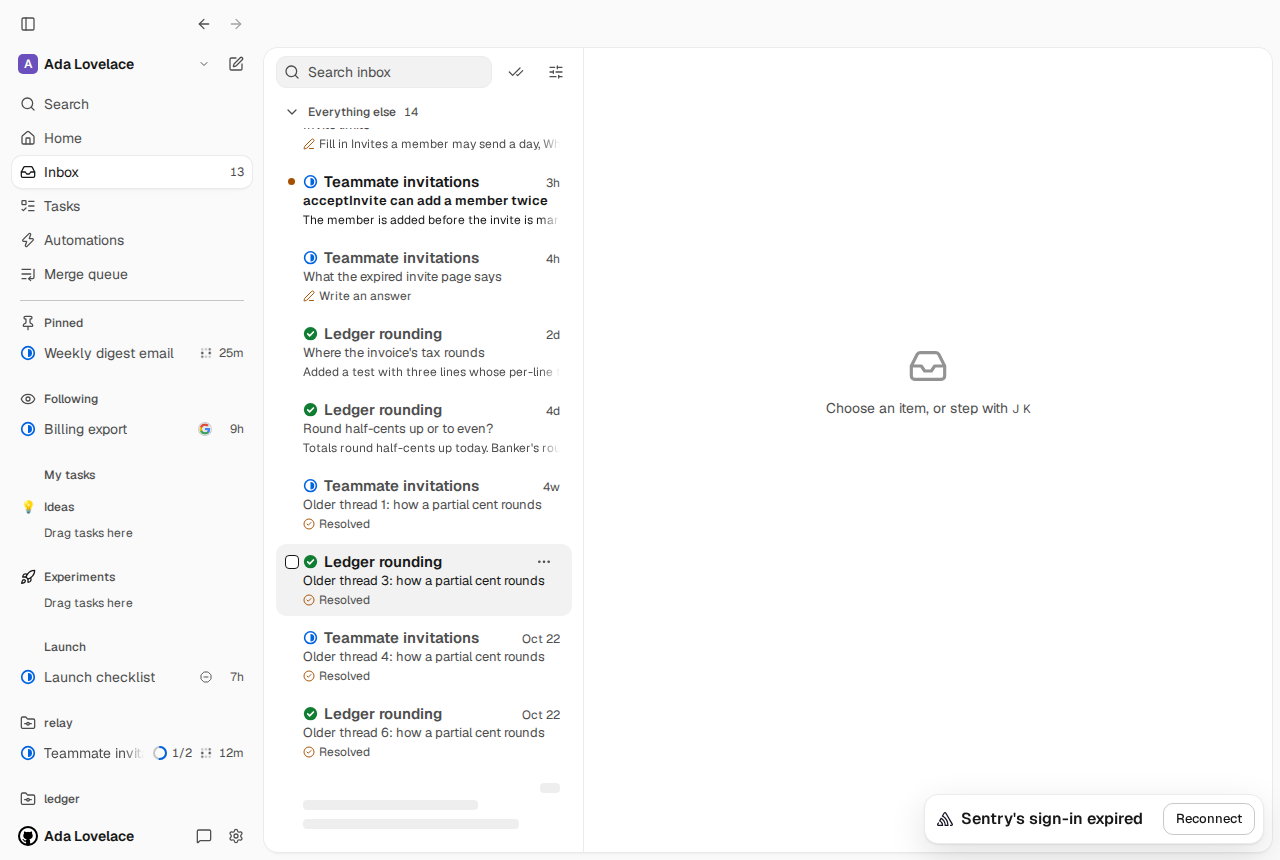 A Ada Lovelace
Search
Home
Inbox 13
Tasks
Automations
Merge queue
Pinned
Weekly digest email 25m
Following
Billing export 9h
My tasks
Ideas
Drag tasks here
Experiments
Drag tasks here
Launch
Launch checklist 7h
relay
Teammate invit 1/2 12m
ledger
Ada Lovelace
Search inbox
Everything else 14
Fill in Invites a member may send a day, W
Teammate invitations 3h
acceptInvite can add a member twice
The member is added before the invite is mar
Teammate invitations 4h
What the expired invite page says
Write an answer
Ledger rounding 2d
Where the invoice's tax rounds
Added a test with three lines whose per-line
Ledger rounding 4d
Round half-cents up or to even?
Totals round half-cents up today. Banker's rou
Teammate invitations 4w
Older thread 1: how a partial cent rounds
Resolved
Ledger rounding
Older thread 3: how a partial cent rounds
Resolved
Teammate invitations Oct 22
Older thread 4: how a partial cent rounds
Resolved
Ledger rounding Oct 22
Older thread 6: how a partial cent rounds
Resolved
Choose an item, or step with J K
Sentry's sign-in expired Reconnect